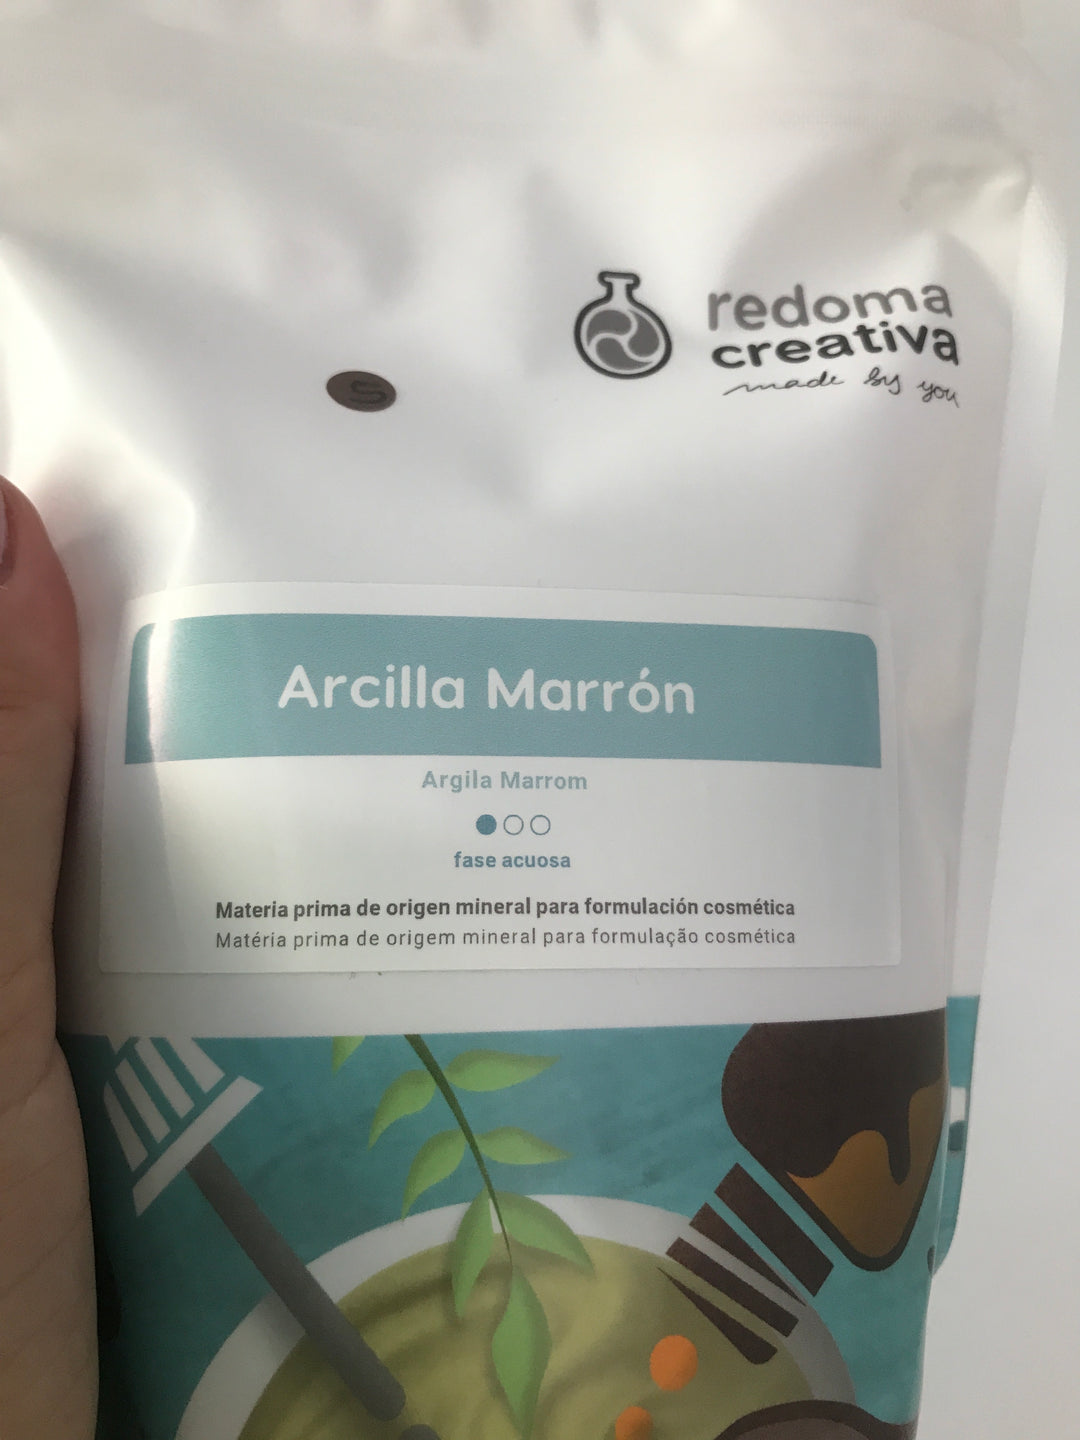 redoma
creativa
made by you
S
Arcilla Marrón
Argila Marrom
fase acuosa
Materia prima de origen mineral para formulación cosmética
Matéria prima de origem mineral para formulação cosmética